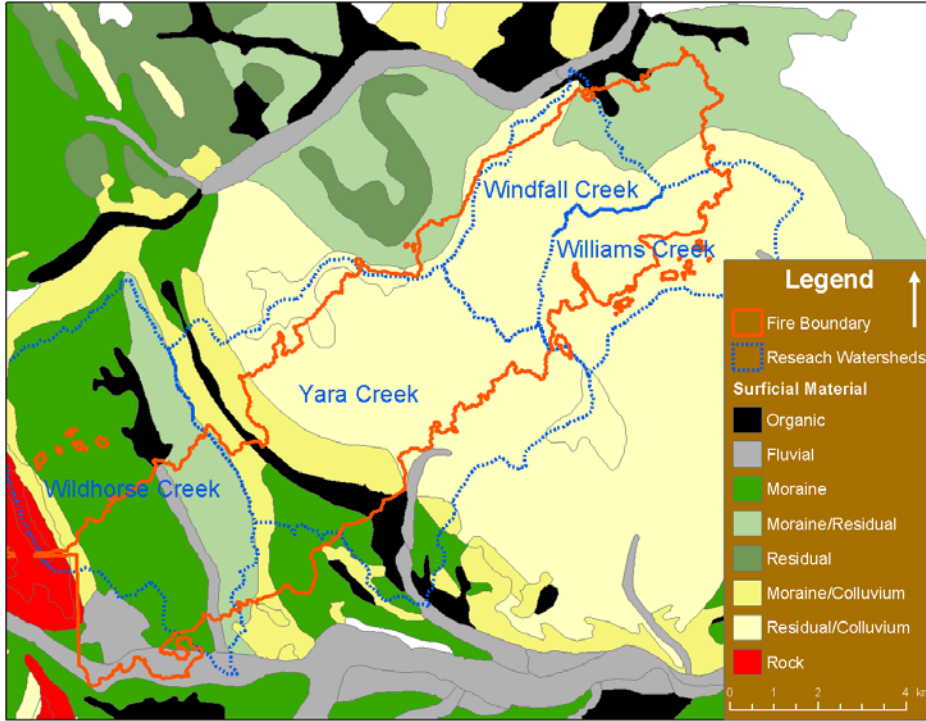 Windfall Creek
Williams Creek
Yara Creek
Wildhorse Creek
Legend
Fire Boundary
Reseach Watersheds
Surficial Material
Organic
Fluvial
Moraine
Moraine/Residual
Residual
Moraine/Colluvium
Residual/Colluvium
Rock
0 2 4 km